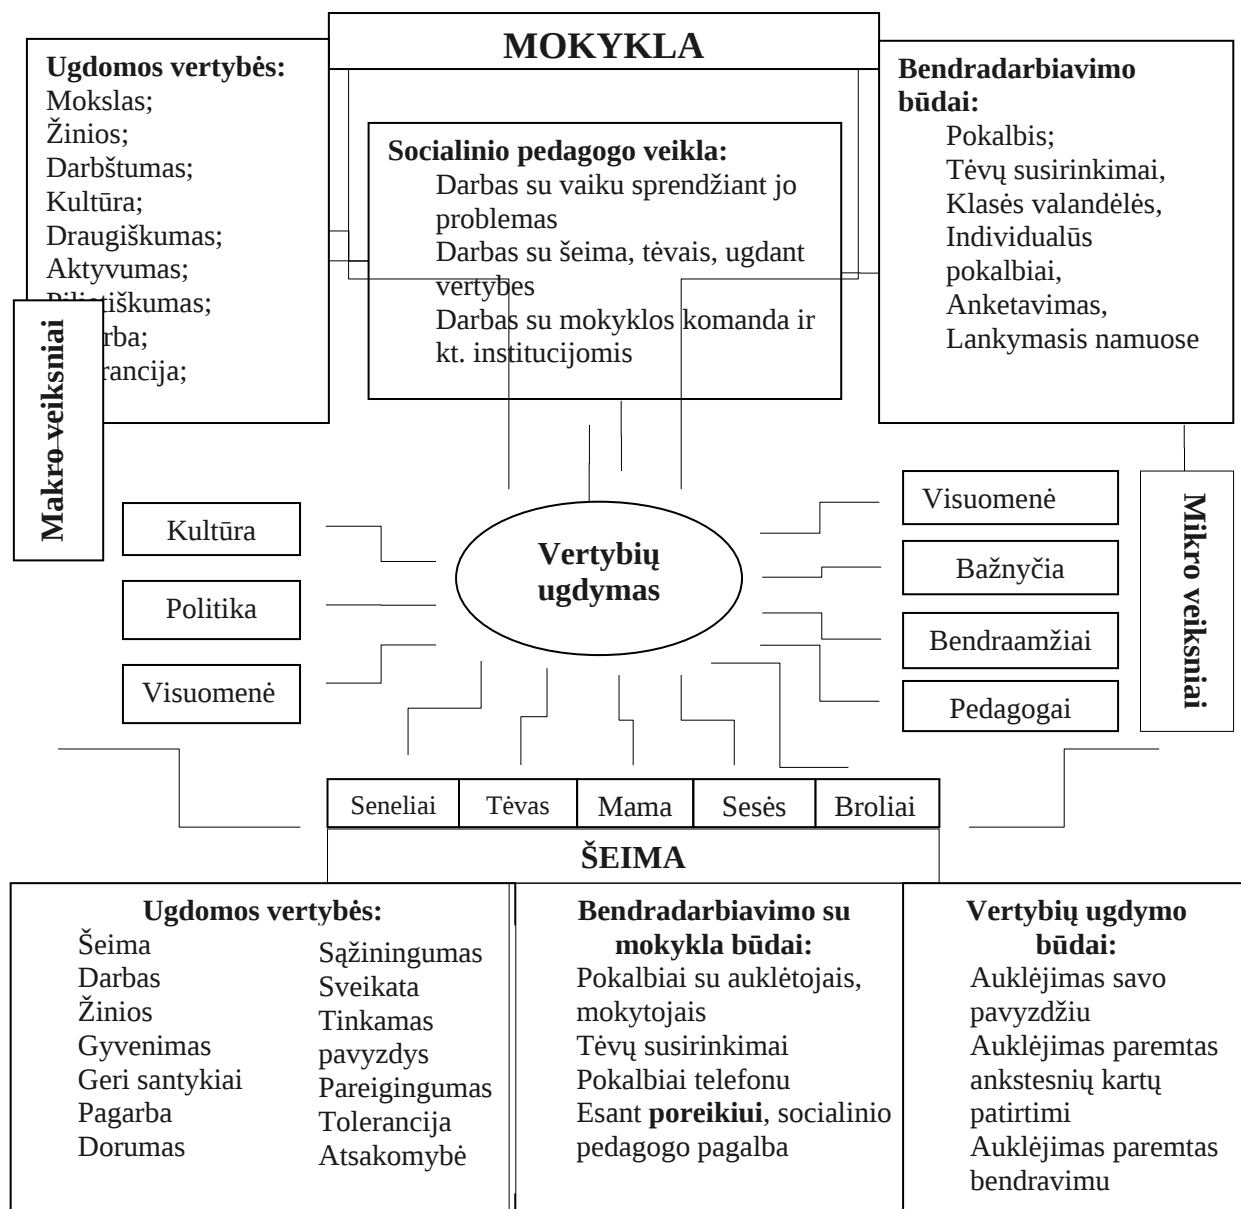 MOKYKLA
Ugdomos vertybės:
Mokslas;
Žinios;
Darbštumas;
Kultūra;
Draugiškumas;
Aktyvumas;
Pilietiškumas;
Socialinio pedagogo veikla:
Darbas su vaiku sprendžiant jo
problemas
Darbas su šeima, tėvais, ugdant
vertybes
Darbas su mokyklos komanda ir
kt. institucijomis
Bendradarbiavimo
būdai:
Pokalbis;
Tėvų susirinkimai,
Klasės valandėlės,
Individualūs
pokalbiai,
Anketavimas,
Lankymasis namuose
Makro veiksniai
Kultūra
Politika
Visuomenė
Vertybių
ugdymas
Visuomenė
Bažnyčia
Bendraamžiai
Pedagogai
Mikro veiksniai
Seneliai Tėvas Mama Sesės Broliai
ŠEIMA
Ugdomos vertybės:
Šeima
Darbas
Žinios
Gyvenimas
Geri santykiai
Pagarba
Dorumas
Sąžiningumas
Sveikata
Tinkamas
pavyzdys
Pareigingumas
Tolerancija
Atsakomybė
Bendradarbiavimo su
mokykla būdai:
Pokalbiai su auklėtojais,
mokytojais
Tėvų susirinkimai
Pokalbiai telefonu
Esant poreikiui, socialinio
pedagogo pagalba
Vertybių ugdymo
būdai:
Auklėjimas savo
pavyzdžiu
Auklėjimas paremtas
ankstesnių kartų
patirtimi
Auklėjimas paremtas
bendravimu